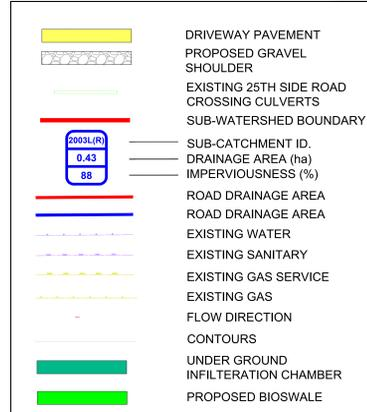 DRIVEWAY PAVEMENT
PROPOSED GRAVEL
SHOULDER
EXISTING 25TH SIDE ROAD
CROSSING CULVERTS
SUB-WATERSHED BOUNDARY
2003L(R)
SUB-CATCHMENT ID.
0.43
DRAINAGE AREA (ha)
88
IMPERVIOUSNESS (%)
ROAD DRAINAGE AREA
ROAD DRAINAGE AREA
EXISTING WATER
EXISTING SANITARY
EXISTING GAS SERVICE
EXISTING GAS
FLOW DIRECTION
CONTOURS
UNDER GROUND
INFILTERATION CHAMBER
PROPOSED BIOSWALE